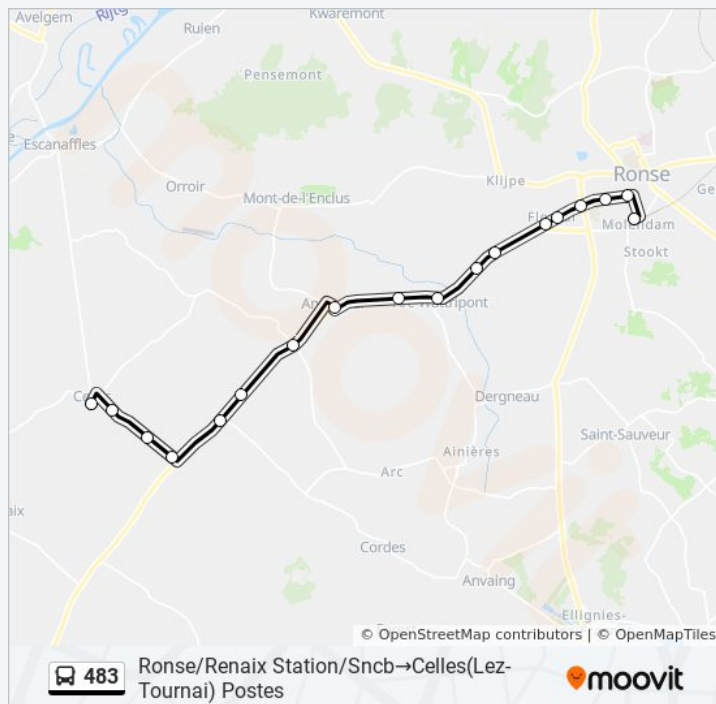 Avelgem
Ruien
Kwaremont
Pensemont
Escanaffles
Ronse
Orroir
Mont-de-l'Enclus
Klijpe
Molendam
Stookt
Dergneau
Saint-Sauveur
Ainières
Arc
Cordes
Anvaing
Ellignies-
© OpenStreetMap contributors | © OpenMapTiles
483
Ronse/Renaix Station/Sncb→Celles(Lez-
Tournai) Postes
moovit